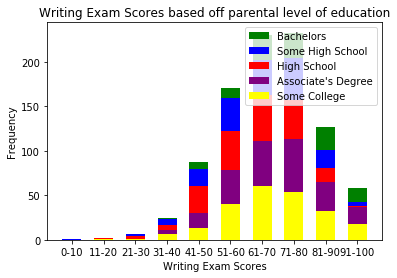 Writing Exam Scores based off parental level of education
Bachelors
Some High School
High School
Associate's Degree
Some College
Frequency
200
150
100
50
0
0-10 11-20 21-30 31-40 41-50 51-60 61-70 71-80 81-90 91-100
Writing Exam Scores